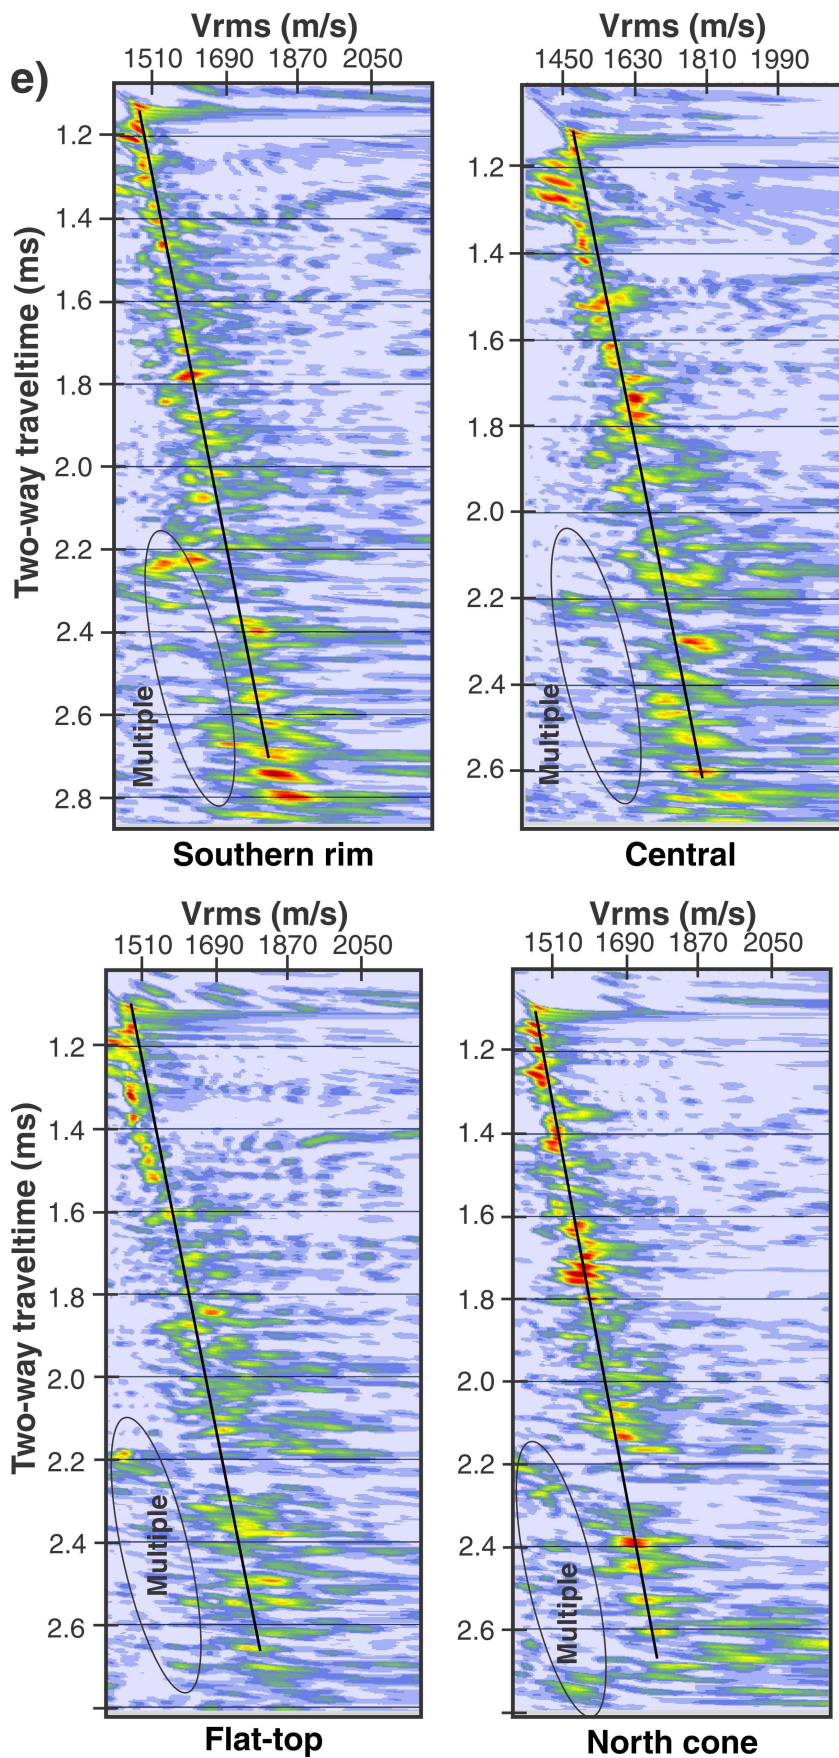 e)
Vrms (m/s)
1510 1690 1870 2050
Two-way traveltime (ms)
1.2
1.4
1.6
1.8
2.0
2.2
2.4
2.6
2.8
Multiple
Southern rim
Vrms (m/s)
1450 1630 1810 1990
1.2
1.4
1.6
1.8
2.0
2.2
2.4
2.6
Multiple
Central
Vrms (m/s)
1510 1690 1870 2050
Two-way traveltime (ms)
1.2
1.4
1.6
1.8
2.0
2.2
2.4
2.6
Multiple
Flat-top
Vrms (m/s)
1510 1690 1870 2050
1.2
1.4
1.6
1.8
2.0
2.2
2.4
2.6
Multiple
North cone